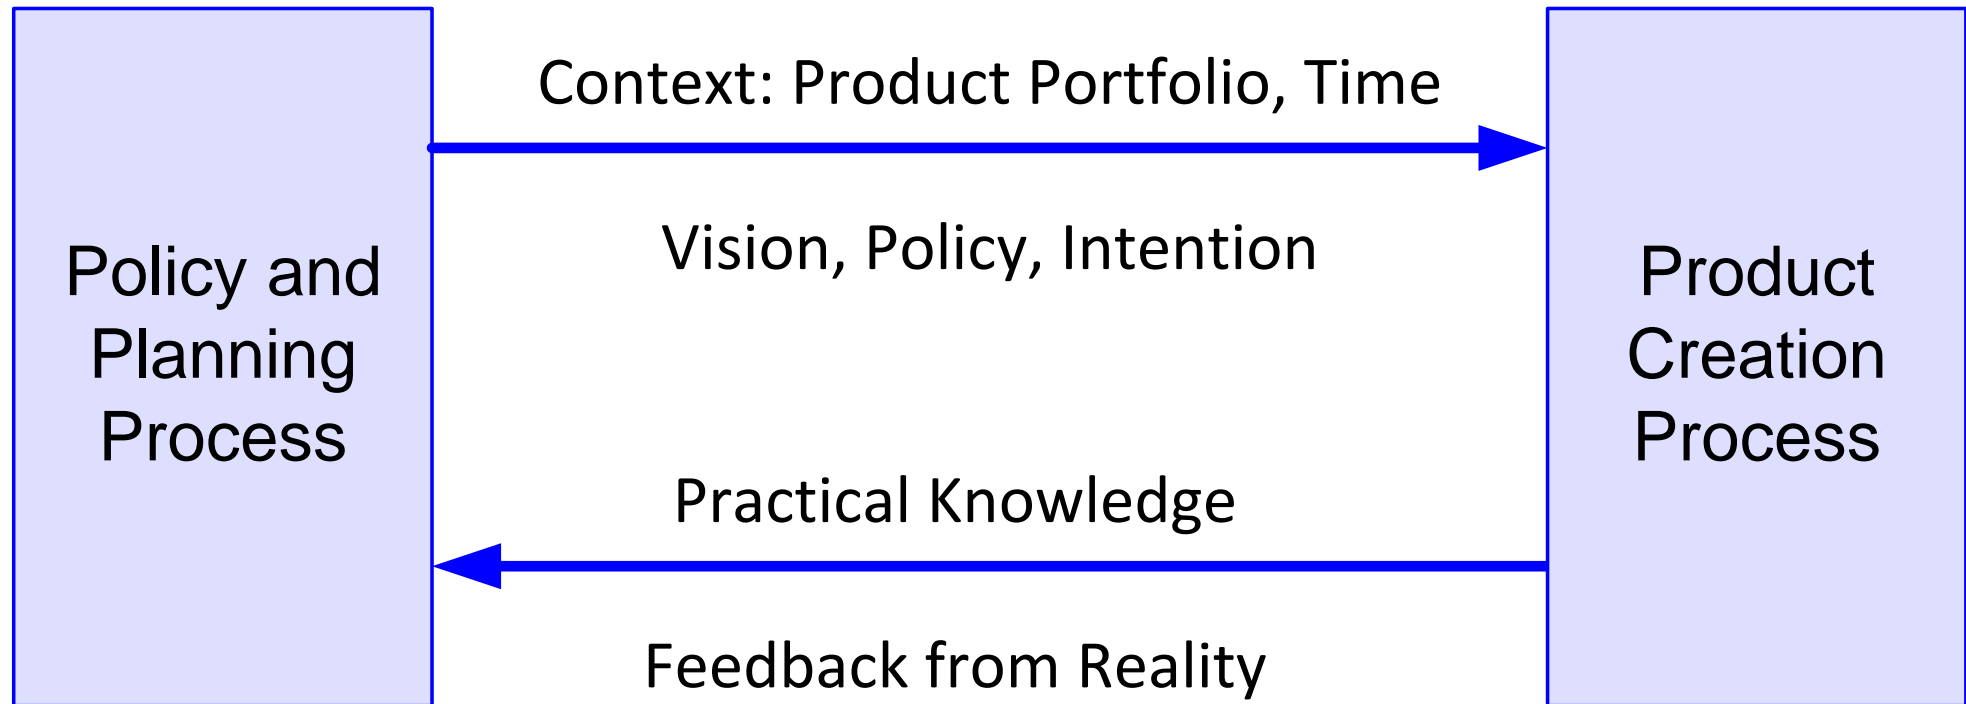 Policy and
Planning
Process
Context: Product Portfolio, Time
Vision, Policy, Intention
Practical Knowledge
Feedback from Reality
Product
Creation
Process